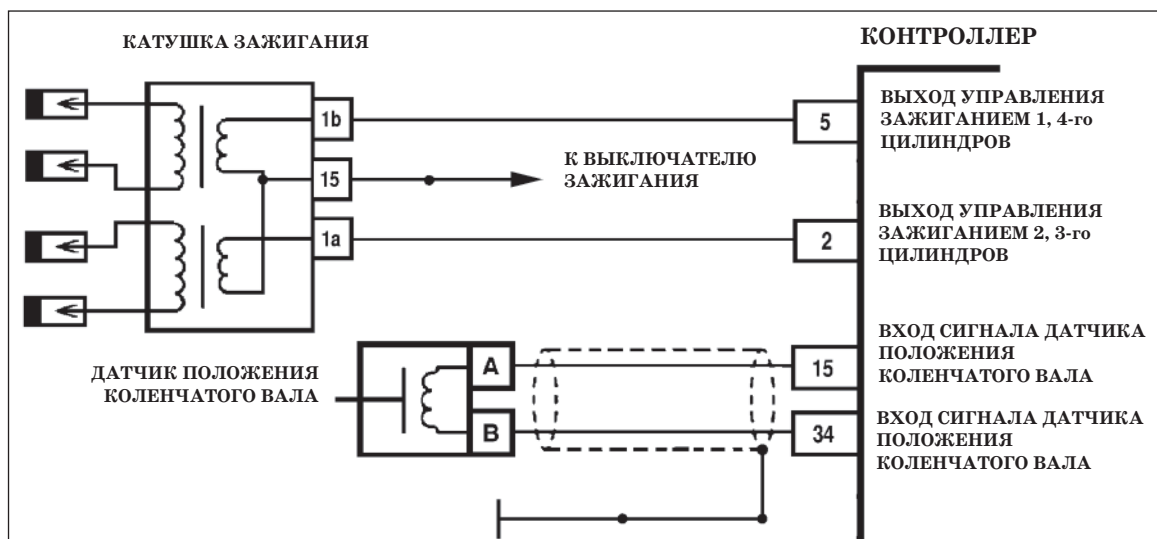 КАТУШКА ЗАЖИГАНИЯ
КОНТРОЛЛЕР
1b
5
ВЫХОД УПРАВЛЕНИЯ
ЗАЖИГАНИЕМ 1, 4-го
ЦИЛИНДРОВ
15
К ВЫКЛЮЧАТЕЛЮ
ЗАЖИГАНИЯ
1a
2
ВЫХОД УПРАВЛЕНИЯ
ЗАЖИГАНИЕМ 2, 3-го
ЦИЛИНДРОВ
ДАТЧИК ПОЛОЖЕНИЯ
КОЛЕНЧАТОГО ВАЛА
A
15
ВХОД СИГНАЛА ДАТЧИКА
ПОЛОЖЕНИЯ
КОЛЕНЧАТОГО ВАЛА
B
34
ВХОД СИГНАЛА ДАТЧИКА
ПОЛОЖЕНИЯ
КОЛЕНЧАТОГО ВАЛА